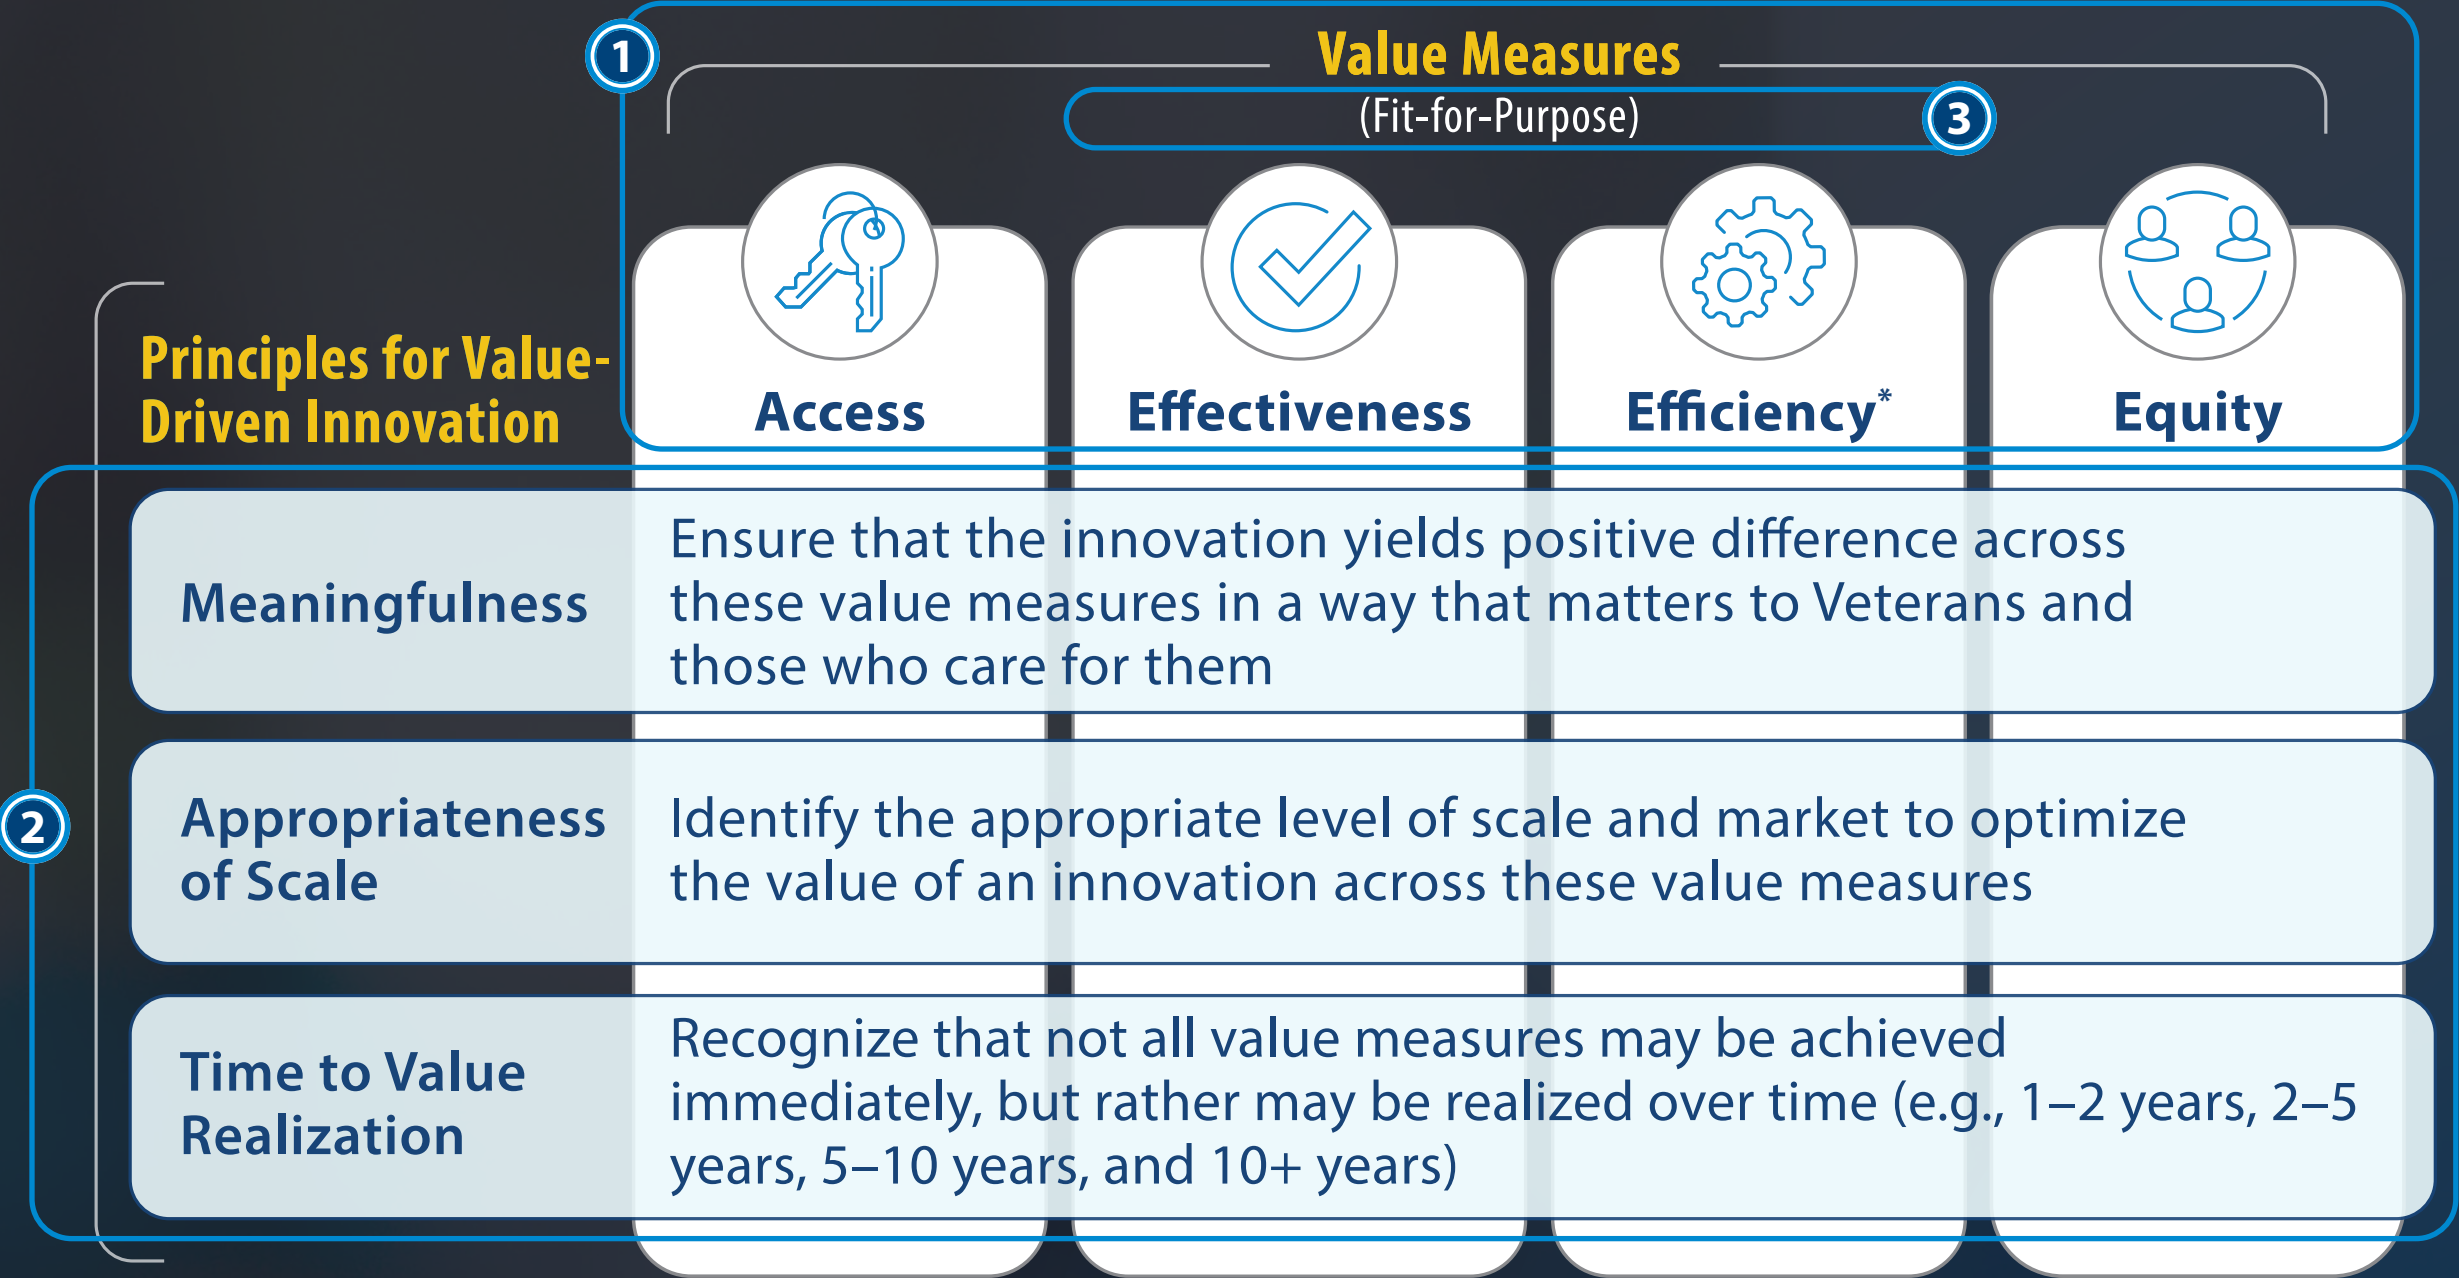 1
Value Measures
(Fit-for-Purpose)
3
Access
Effectiveness
Efficiency*
Equity
Principles for Value-
Driven Innovation
2
Meaningfulness
Ensure that the innovation yields positive difference across
these value measures in a way that matters to Veterans and
those who care for them
Appropriateness
of Scale
Identify the appropriate level of scale and market to optimize
the value of an innovation across these value measures
Time to Value
Realization
Recognize that not all value measures may be achieved
immediately, but rather may be realized over time (e.g., 1–2 years, 2–5
years, 5–10 years, and 10+ years)